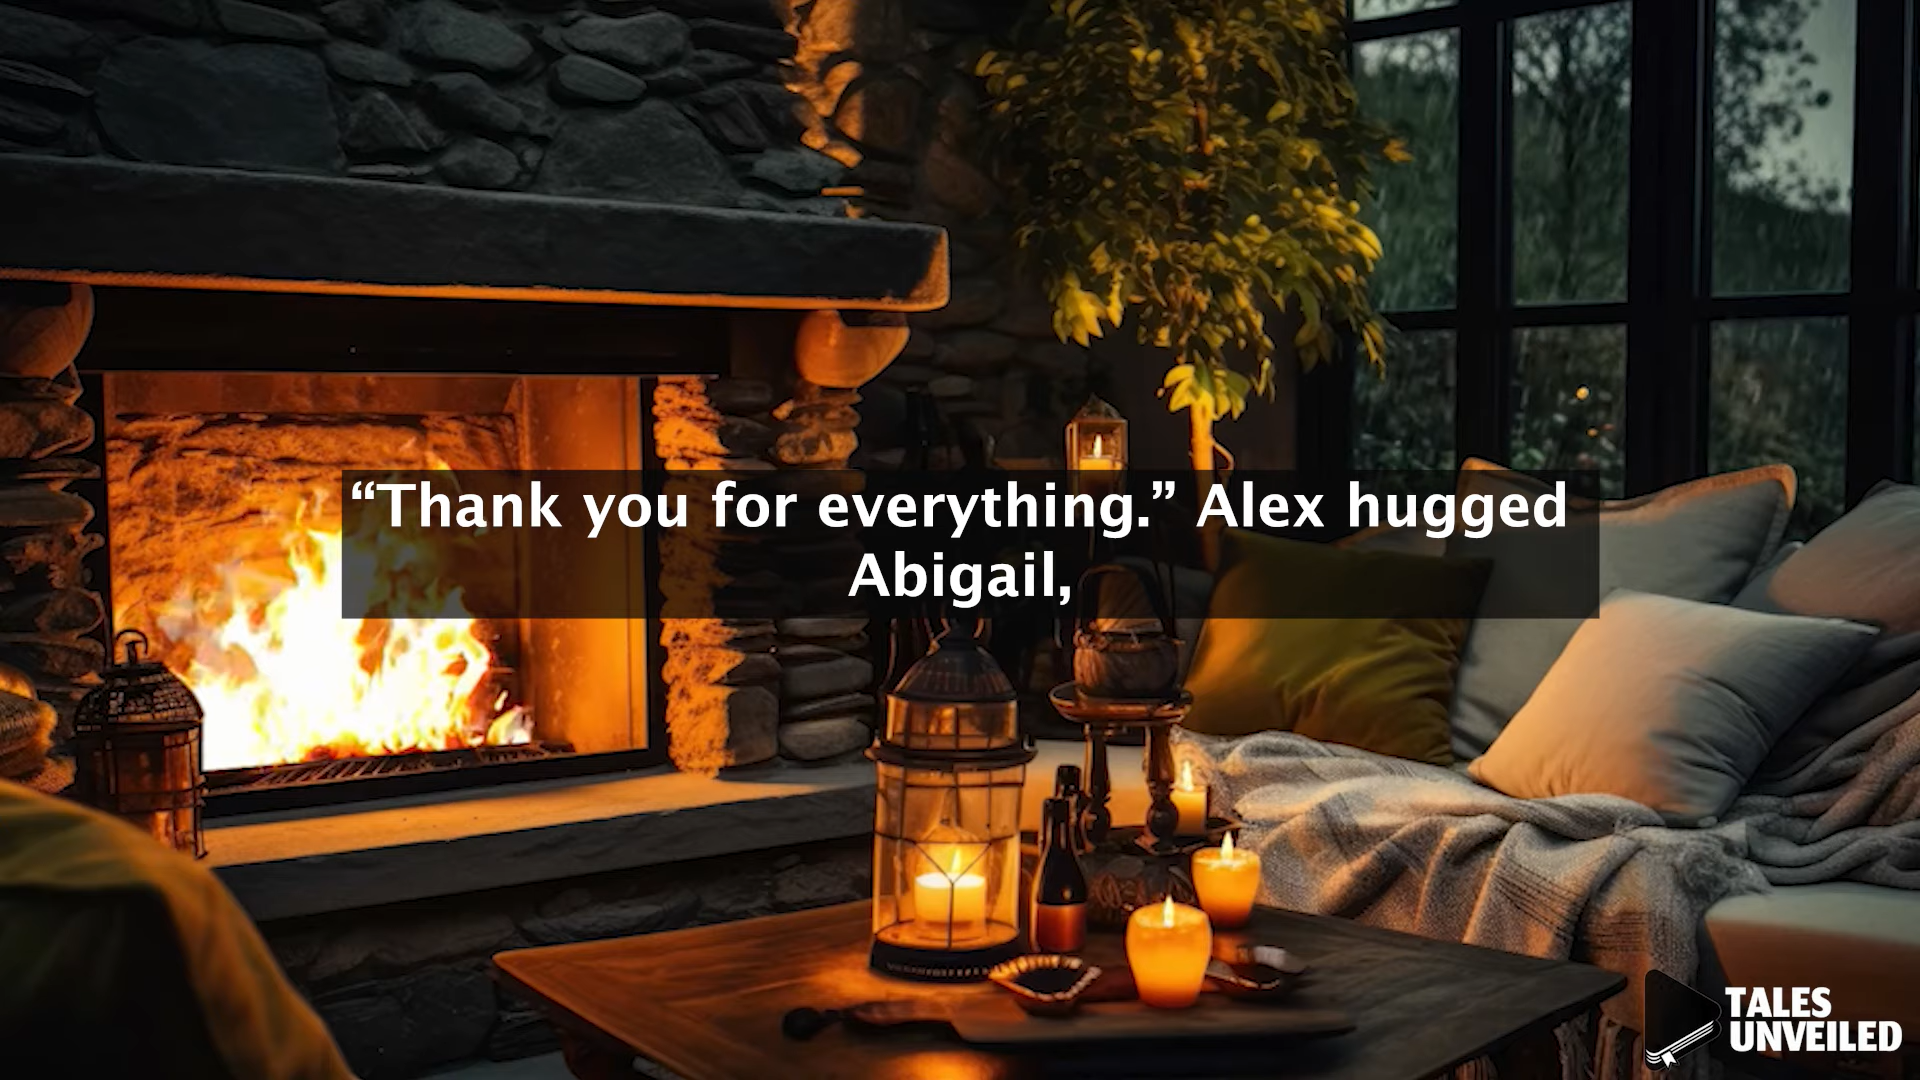 “Thank you for everything.” Alex hugged
Abigail,
TALES
UNVEILED